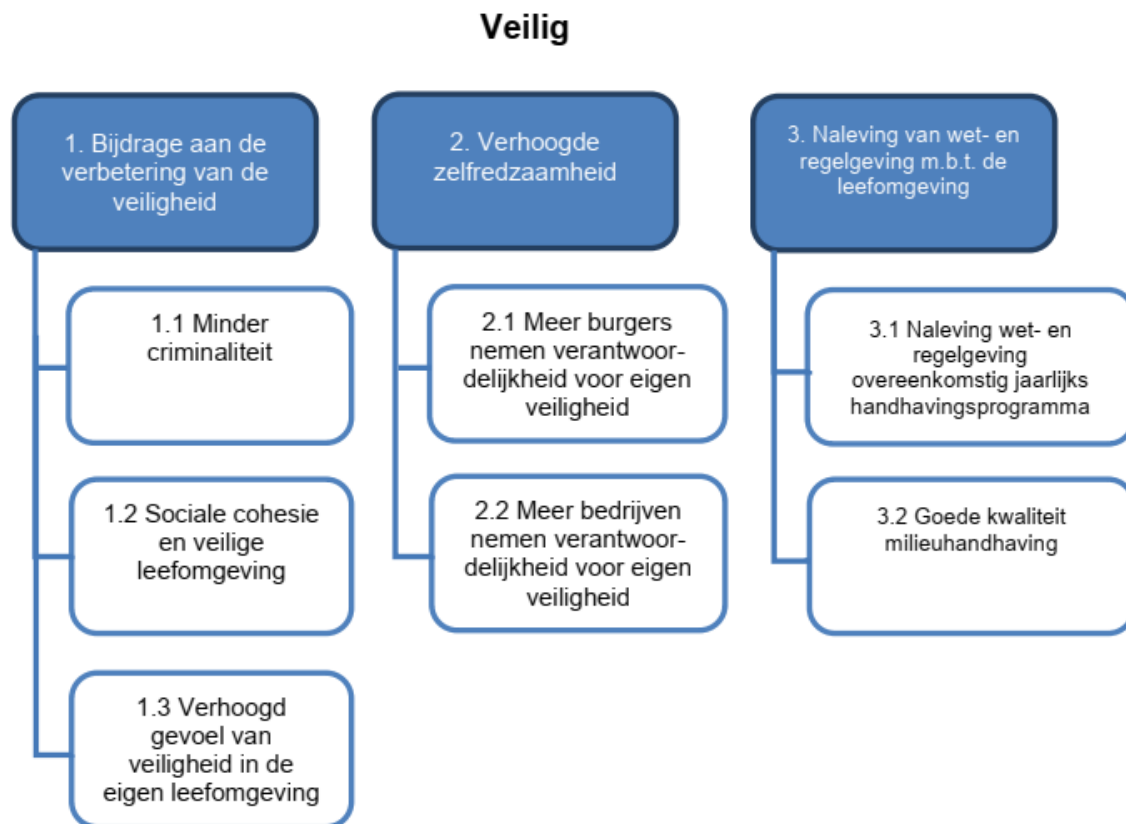 Veilig
1. Bijdrage aan de
verbetering van de
veiligheid
1.1 Minder
criminaliteit
1.2 Sociale cohesie
en veilige
leefomgeving
1.3 Verhoogd
gevoel van
veiligheid in de
eigen leefomgeving
2. Verhoogde
zelfredzaamheid
2.1 Meer burgers
nemen verantwoor-
delijkheid voor eigen
veiligheid
2.2 Meer bedrijven
nemen verantwoor-
delijkheid voor eigen
veiligheid
3. Naleving van wet- en
regelgeving m.b.t. de
leefomgeving
3.1 Naleving wet- en
regelgeving
overeenkomstig jaarlijks
handhavingsprogramma
3.2 Goede kwaliteit
milieuhandhaving